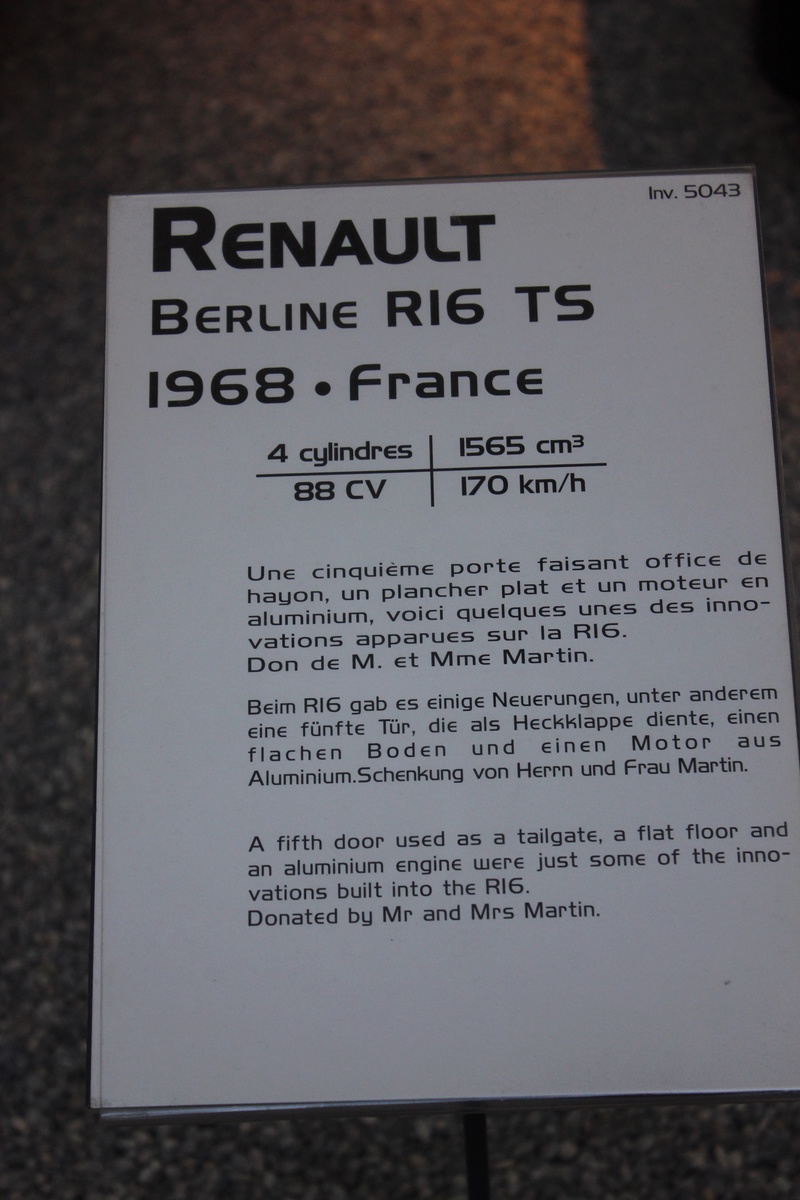 Inv. 5043
RENAULT
BERLINE R16 TS
1968 • France
4 cylindres 1565 cm³
88 CV 170 km/h
Une cinquième porte faisant office de
hayon, un plancher plat et un moteur en
aluminium, voici quelques unes des inno-
vations apparues sur la R16.
Don de M. et Mme Martin.
Beim R16 gab es einige Neuerungen, unter anderem
eine fünfte Tür, die als Heckklappe diente, einen
flachen Boden und einen Motor aus
Aluminium.Schenkung von Herrn und Frau Martin.
A fifth door used as a tailgate, a flat floor and
an aluminium engine were just some of the inno-
vations built into the R16.
Donated by Mr and Mrs Martin.